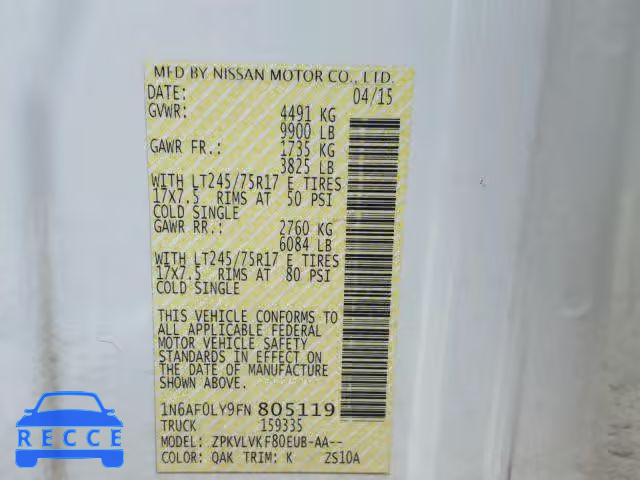 MFD BY NISSAN MOTOR CO., LTD.
DATE: 04/15
GVWR: 4491 KG
9900 LB
GAWR FR.: 1735 KG
3825 LB
WITH LT245/75R17 E TIRES
17X7.5 RIMS AT 50 PSI
COLD SINGLE
GAWR RR.: 2760 KG
6084 LB
WITH LT245/75R17 E TIRES
17X7.5 RIMS AT 80 PSI
COLD SINGLE
THIS VEHICLE CONFORMS TO
ALL APPLICABLE FEDERAL
MOTOR VEHICLE SAFETY
STANDARDS IN EFFECT ON
THE DATE OF MANUFACTURE
SHOWN ABOVE.
1N6AF0LY9FN 805119
TRUCK 159335
MODEL: ZPKVLVKF80EUB-AA--
COLOR: QAK TRIM: K ZS10A
RECCE